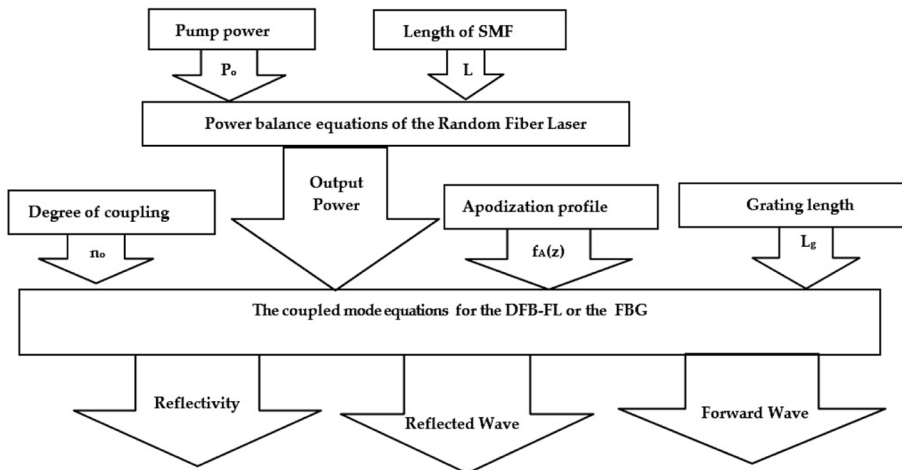 Pump power
Length of SMF
Po
L
Power balance equations of the Random Fiber Laser
Output
Power
Degree of coupling
Apodization profile
Grating length
no
fA(z)
Lg
The coupled mode equations for the DFB-FL or the FBG
Reflectivity
Reflected Wave
Forward Wave